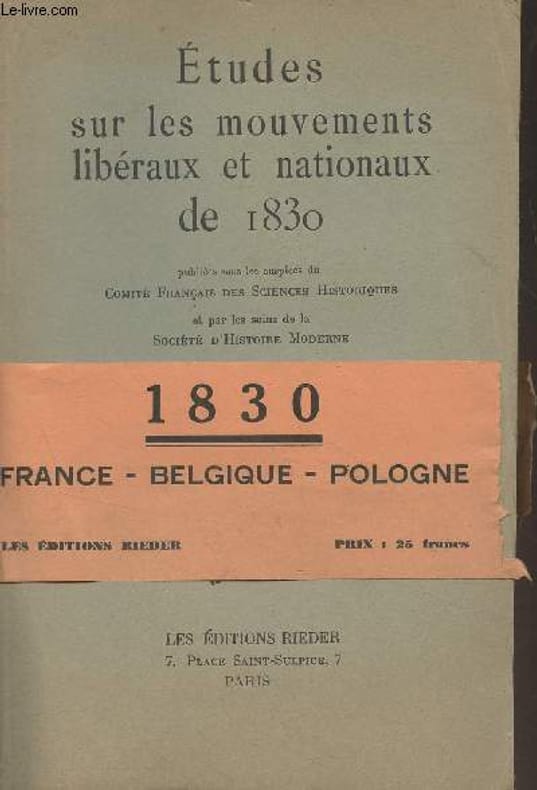 Le-livre.com
Études
sur les mouvements
libéraux et nationaux
de 1830
publiés sous les auspices du
COMITÉ FRANÇAIS DES SCIENCES HISTORIQUES
et par les soins de la
SOCIÉTÉ D'HISTOIRE MODERNE
1830
FRANCE - BELGIQUE - POLOGNE
LES ÉDITIONS RIEDER PRIX : 25 francs
LES ÉDITIONS RIEDER
7, PLACE SAINT-SULPICE, 7
PARIS